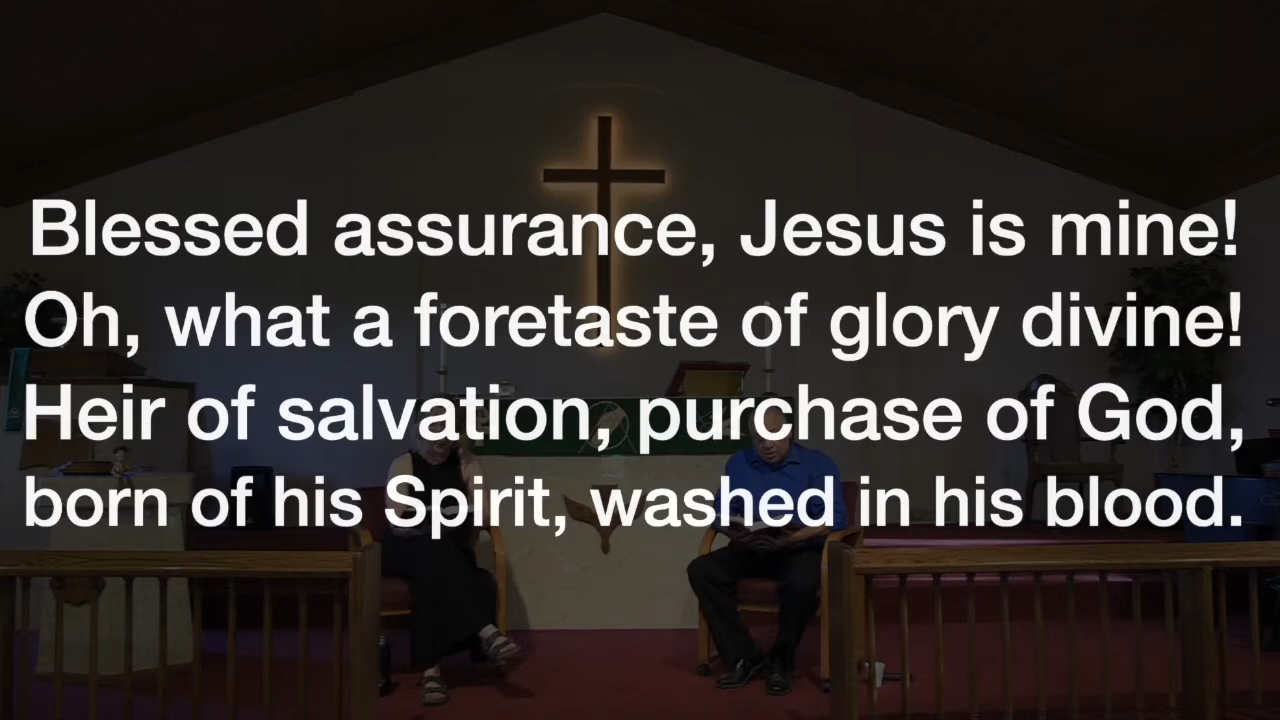 Blessed assurance, Jesus is mine!
Oh, what a foretaste of glory divine!
Heir of salvation, purchase of God,
born of his Spirit, washed in his blood.